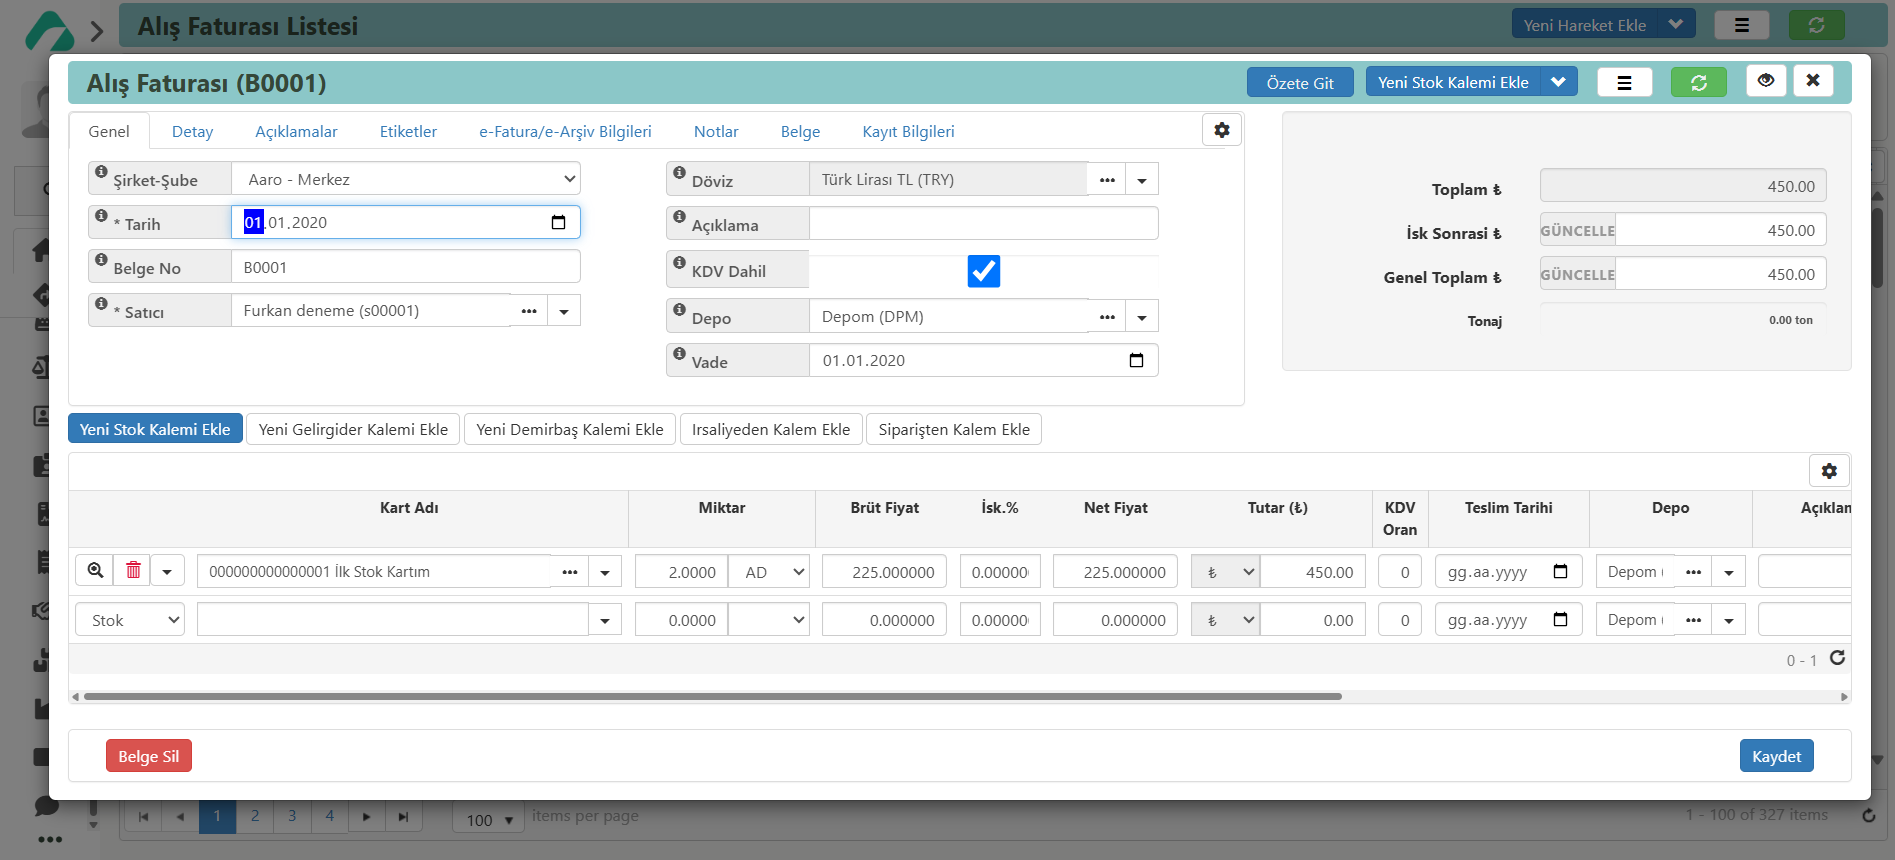 Alış Faturası Listesi
Yeni Hareket Ekle
Alış Faturası (B0001)
Özete Git
Yeni Stok Kalemi Ekle
Genel
Detay
Açıklamalar
Etiketler
e-Fatura/e-Arşiv Bilgileri
Notlar
Belge
Kayıt Bilgileri
Şirket-Şube
Aaro - Merkez
* Tarih
01.01.2020
Belge No
B0001
* Satıcı
Furkan deneme (s00001)
Döviz
Türk Lirası TL (TRY)
Açıklama
KDV Dahil
Depo
Depom (DPM)
Vade
01.01.2020
Toplam ₺
450.00
İsk Sonrasi ₺
GÜNCELLE
450.00
Genel Toplam ₺
GÜNCELLE
450.00
Tonaj
0.00 ton
Yeni Stok Kalemi Ekle
Yeni Gelirgider Kalemi Ekle
Yeni Demirbaş Kalemi Ekle
Irsaliyeden Kalem Ekle
Siparişten Kalem Ekle
Kart Adı
Miktar
Brüt Fiyat
İsk.%
Net Fiyat
Tutar (₺)
KDV Oran
Teslim Tarihi
Depo
Açıklan
000000000000001 İlk Stok Kartım
2.0000
AD
225.000000
0.00000
225.000000
₺
450.00
0
gg.aa.yyyy
Depom (
Stok
0.0000
0.000000
0.00000
0.000000
₺
0.00
0
gg.aa.yyyy
Depom (
0 - 1
Belge Sil
Kaydet
1
2
3
4
100
items per page
1 - 100 of 327 items